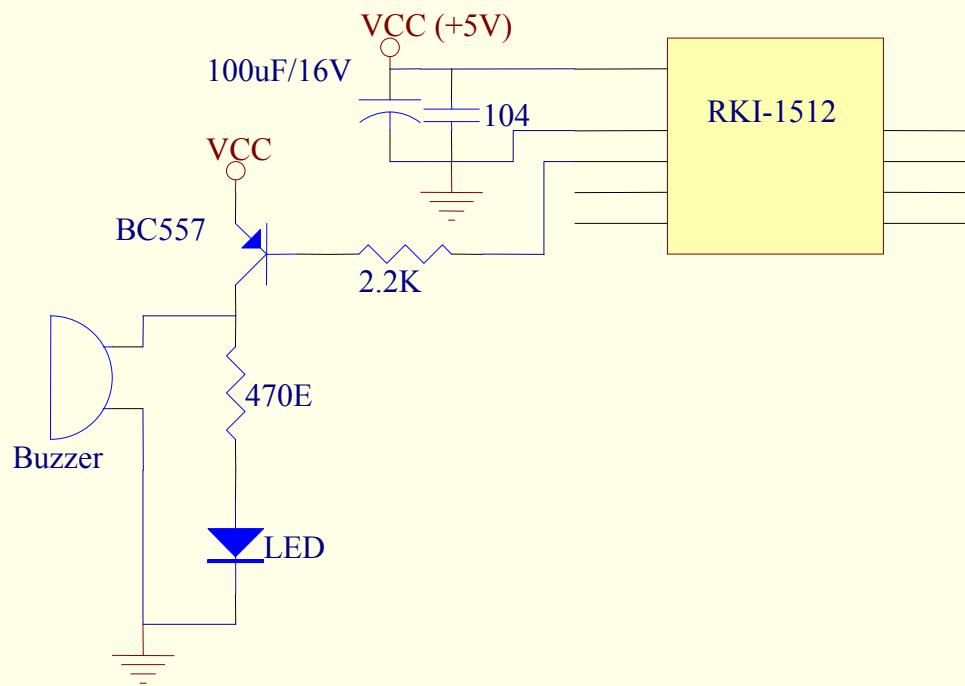 VCC (+5V)
100uF/16V
104
RKI-1512
VCC
BC557
2.2K
470E
Buzzer
LED